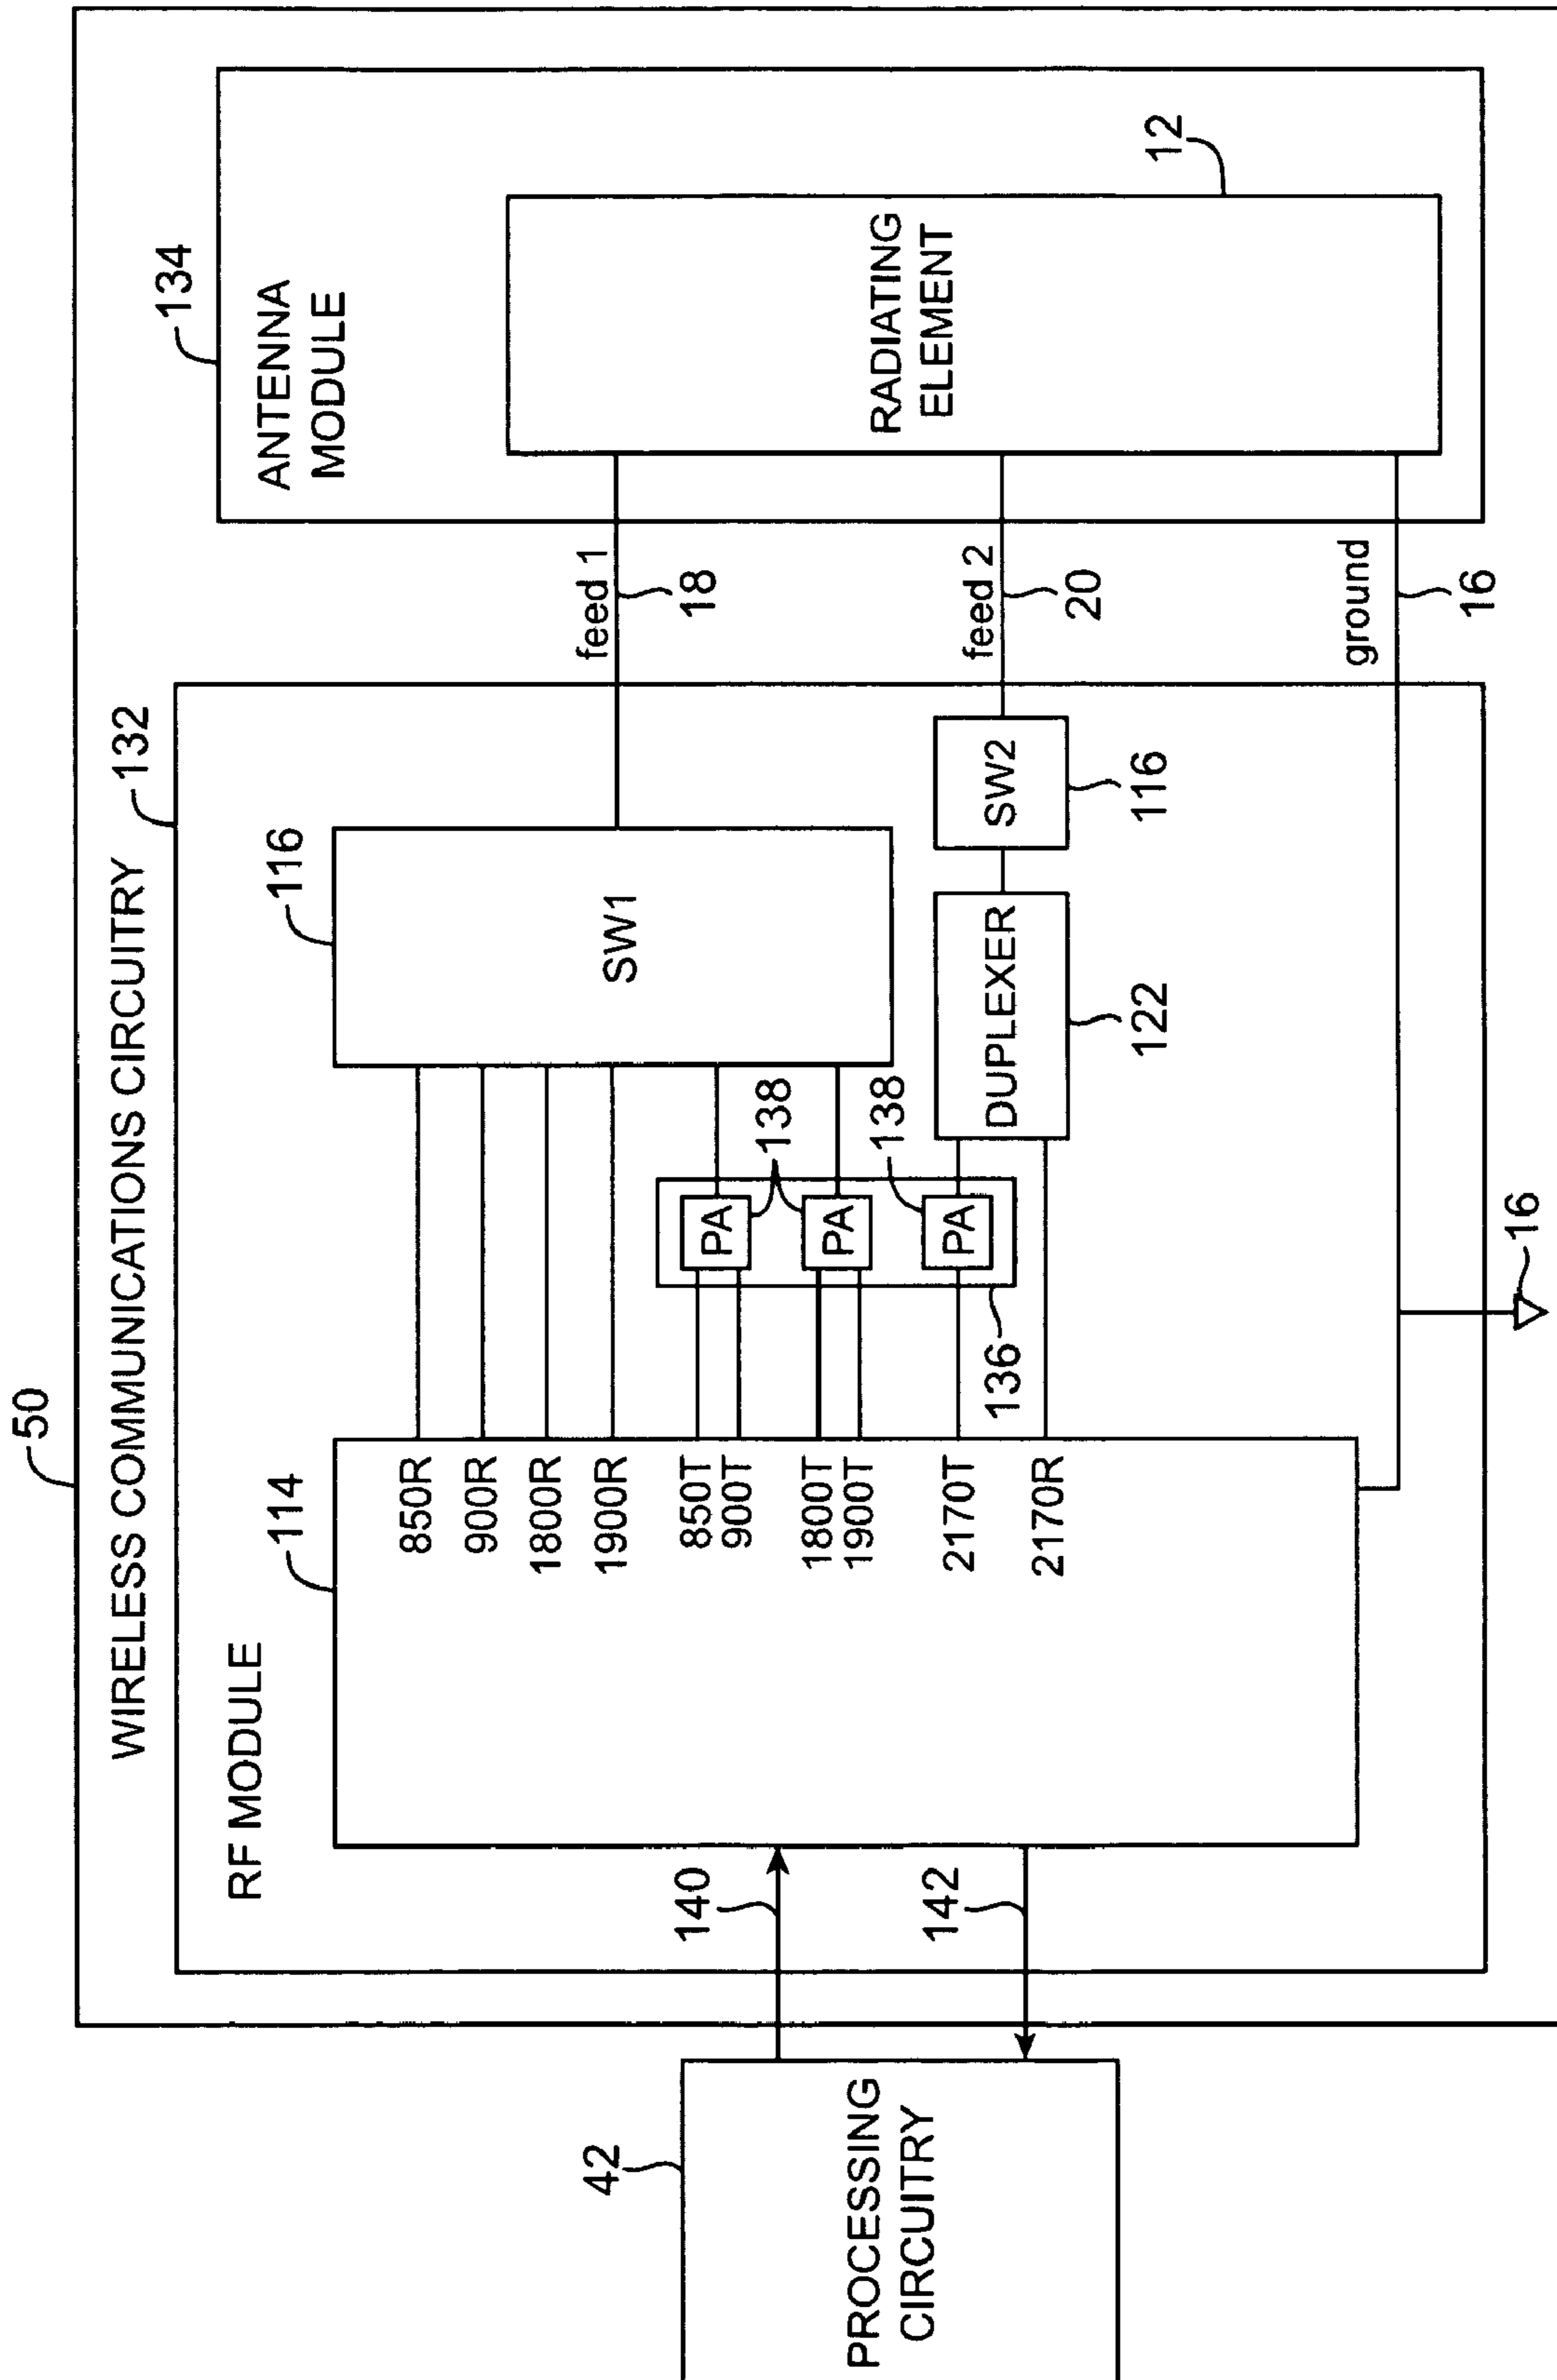 50
WIRELESS COMMUNICATIONS CIRCUITRY
132
134
RF MODULE
ANTENNA
MODULE
114
116
850R
900R
1800R
1900R
850T
900T
1800T
1900T
2170T
2170R
SW1
PA
PA
PA
138
138
136
DUPLEXER
122
SW2
116
feed 1
18
feed 2
20
ground
16
RADIATING
ELEMENT
12
42
PROCESSING
CIRCUITRY
140
142
16